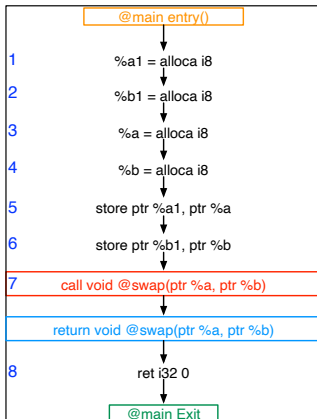 @main entry()
1 %a1 = alloca i8
2 %b1 = alloca i8
3 %a = alloca i8
4 %b = alloca i8
5 store ptr %a1, ptr %a
6 store ptr %b1, ptr %b
7 call void @swap(ptr %a, ptr %b)
return void @swap(ptr %a, ptr %b)
8 ret i32 0
@main Exit